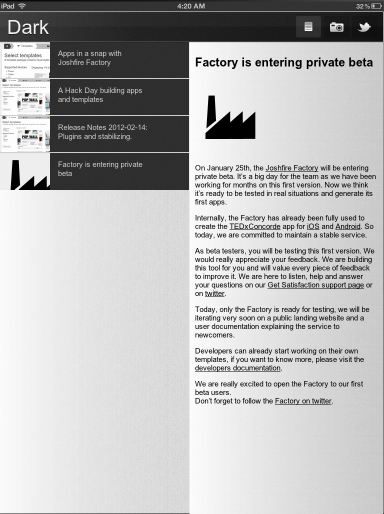 iPad
4:20 AM
32%
Dark
Apps in a snap with
Joshfire Factory
A Hack Day building apps
and templates
Release Notes 2012-02-14:
Plugins and stabilizing.
Factory is entering private
beta
Select templates
Factory is entering private beta
On January 25th, the Joshfire Factory will be entering
private beta. It's a big day for the team as we have been
working for months on this first version. Now we think
it's ready to be tested in real situations and generate its
first apps.
Internally, the Factory has already been fully used to
create the TEDxConcorde app for iOS and Android. So
today, we are committed to maintain a stable service.
As beta testers, you will be testing this first version. We
would really appreciate your feedback. We are building
this tool for you and will value every piece of feedback
to improve it. We are here to listen, help and answer
your questions on our Get Satisfaction support page or
on twitter.
Today, only the Factory is ready for testing, we will be
iterating very soon on a public landing website and a
user documentation explaining the service to
newcomers.
Developers can already start working on their own
templates, if you want to know more, please visit the
developers documentation.
We are really excited to open the Factory to our first
beta users.
Don't forget to follow the Factory on twitter.